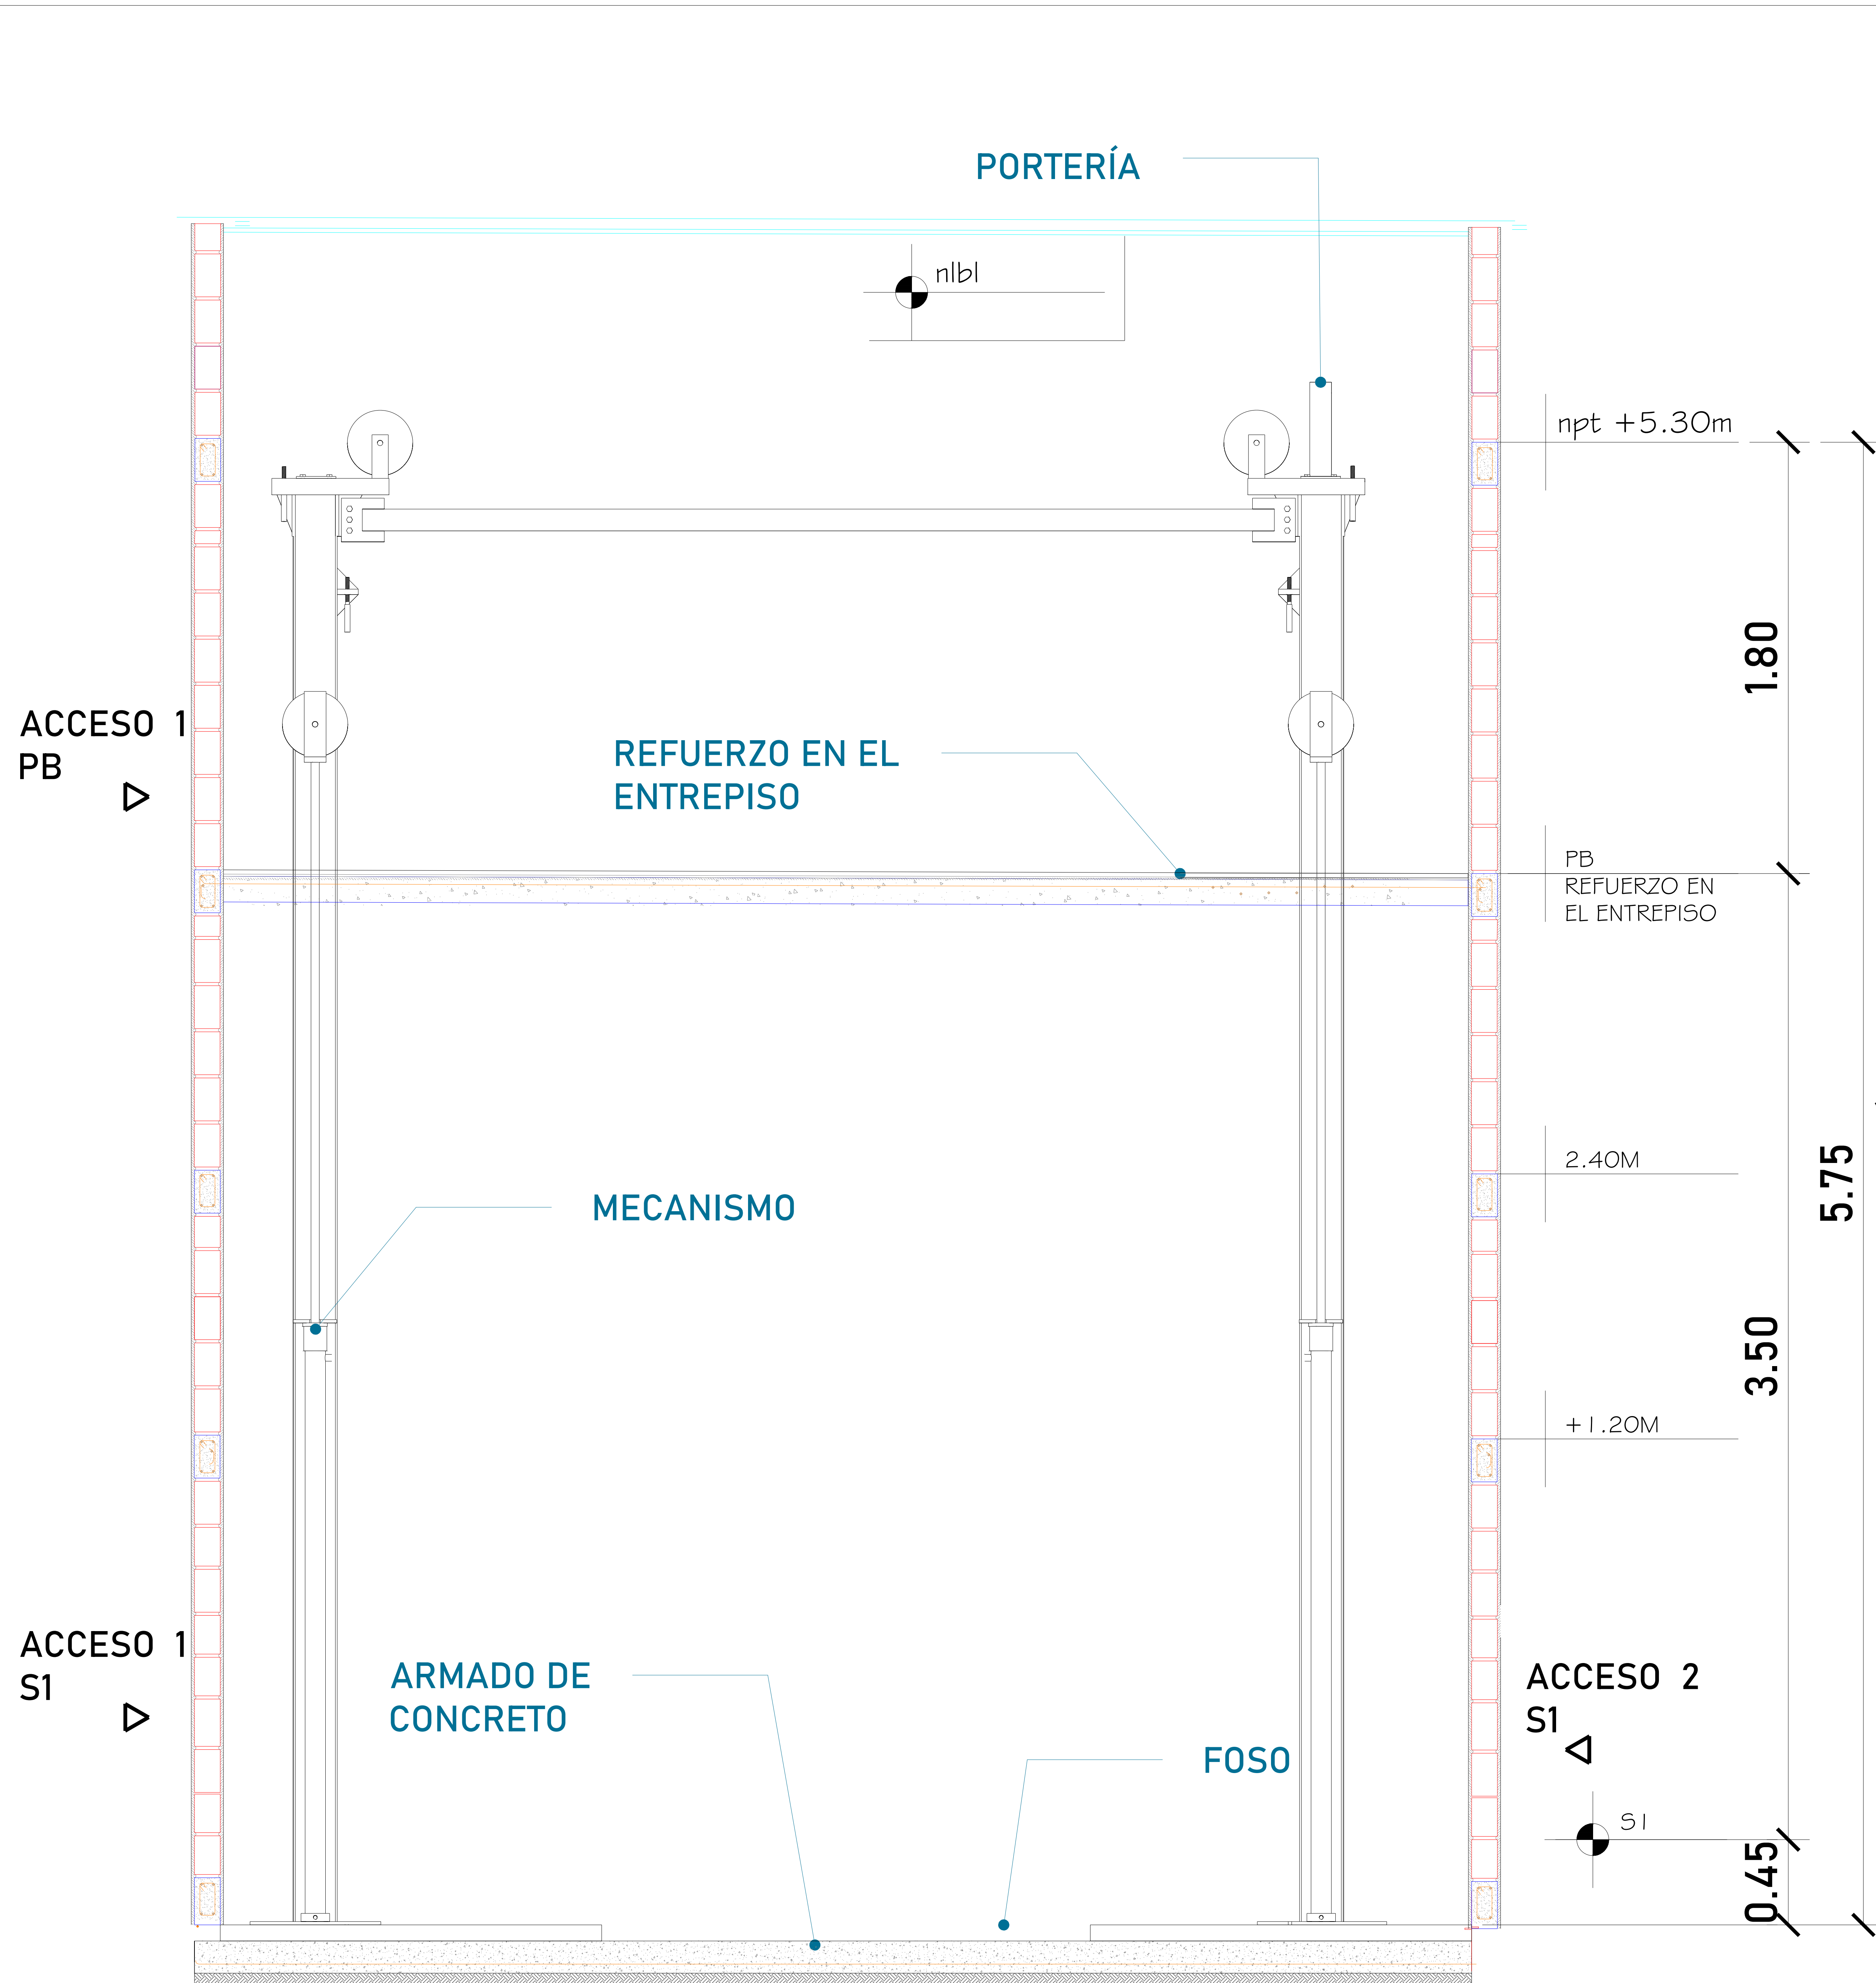 PORTERÍA
nlbl
npt +5.30m
1.80
ACCESO 1
PB
REFUERZO EN EL
ENTREPISO
PB
REFUERZO EN
EL ENTREPISO
2.40M
5.75
MECANISMO
3.50
+1.20M
ACCESO 1
S1
ARMADO DE
CONCRETO
ACCESO 2
S1
FOSO
S1
0.45